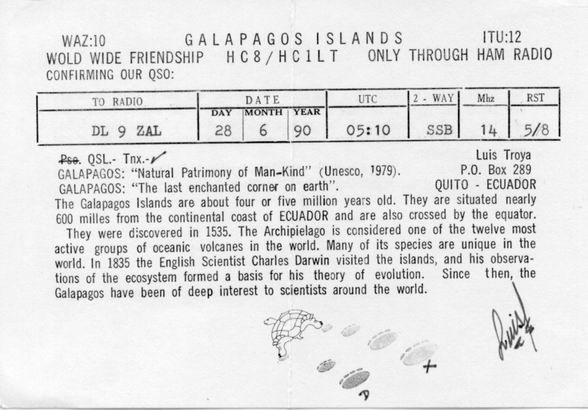 WAZ:10 GALAPAGOS ISLANDS ITU:12
WOLD WIDE FRIENDSHIP HC8/HC1LT ONLY THROUGH HAM RADIO
CONFIRMING OUR QSO:
TO RADIO DATE UTC 2 - WAY Mhz RST
DAY MONTH YEAR
DL 9 ZAL 28 6 90 05:10 SSB 14 5/8
Pse. QSL.- Tnx.- Luis Troya
GALAPAGOS: "Natural Patrimony of Man-Kind" (Unesco, 1979). P.O. Box 289
GALAPAGOS: "The last enchanted corner on earth". QUITO - ECUADOR
The Galapagos Islands are about four or five million years old. They are situated nearly
600 milles from the continental coast of ECUADOR and are also crossed by the equator.
They were discovered in 1535. The Archipielago is considered one of the twelve most
active groups of oceanic volcanes in the world. Many of its species are unique in the
world. In 1835 the English Scientist Charles Darwin visited the islands, and his observa-
tions of the ecosystem formed a basis for his theory of evolution. Since then, the
Galapagos have been of deep interest to scientists around the world.
Luis